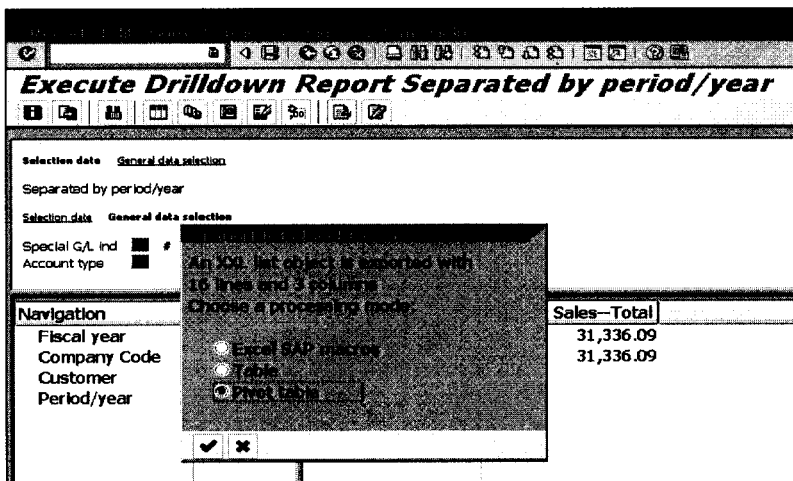 Execute Drilldown Report Separated by period/year
Selection date General data selection
Separated by period/year
Selection date General data selection
Special G/L ind #
Account type
An XXL list object is exported with
16 lines and 3 columns
Choose a processing mode:
Excel SAP macros
Table
Pivot table
Navigation
Fiscal year
Company Code
Customer
Period/year
Sales--Total
31,336.09
31,336.09